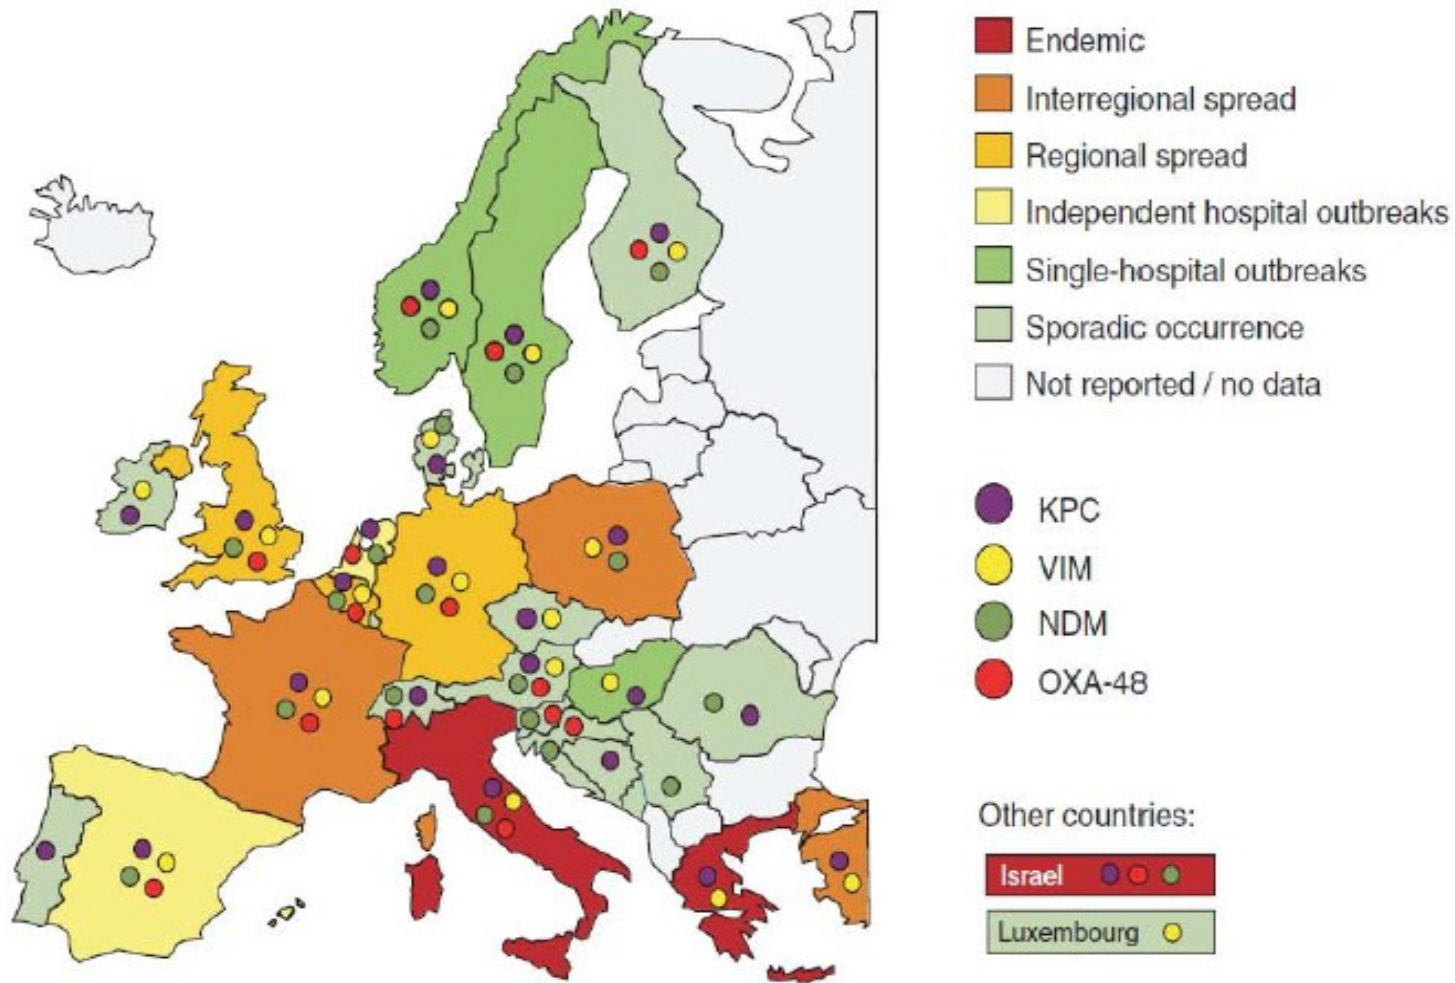 Endemic
Interregional spread
Regional spread
Independent hospital outbreaks
Single-hospital outbreaks
Sporadic occurrence
Not reported / no data
KPC
VIM
NDM
OXA-48
Other countries:
Israel
Luxembourg